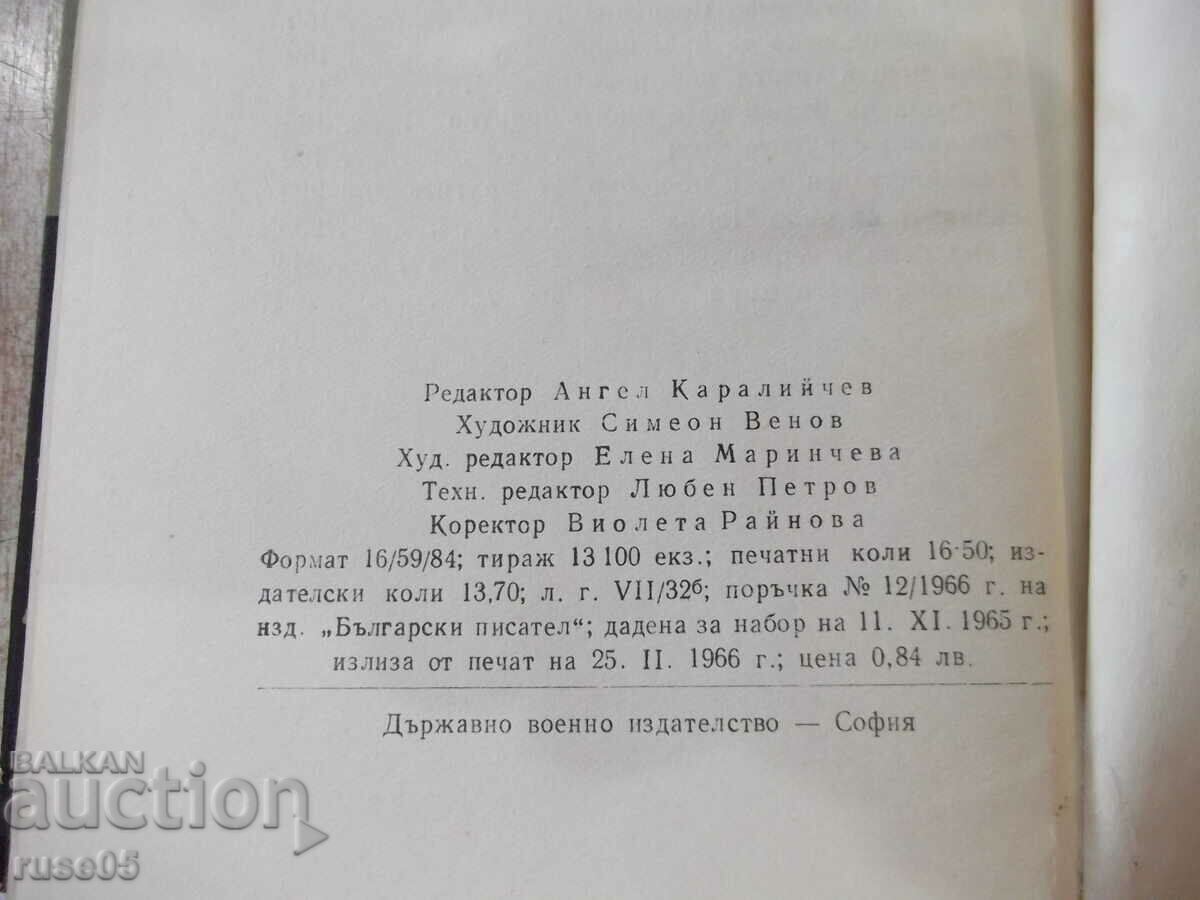 Редактор Ангел Каралийчев
Художник Симеон Венов
Худ. редактор Елена Маринчева
Техн. редактор Любен Петров
Коректор Виолета Райнова
Формат 16/59/84; тираж 13 100 екз.; печатни коли 16·50; из-
дателски коли 13,70; л. г. VII/32б; поръчка № 12/1966 г. на
изд. „Български писател“; дадена за набор на 11. XI. 1965 г.;
излиза от печат на 25. II. 1966 г.; цена 0,84 лв.
Държавно военно издателство — София
BALKAN
auction
ruse05